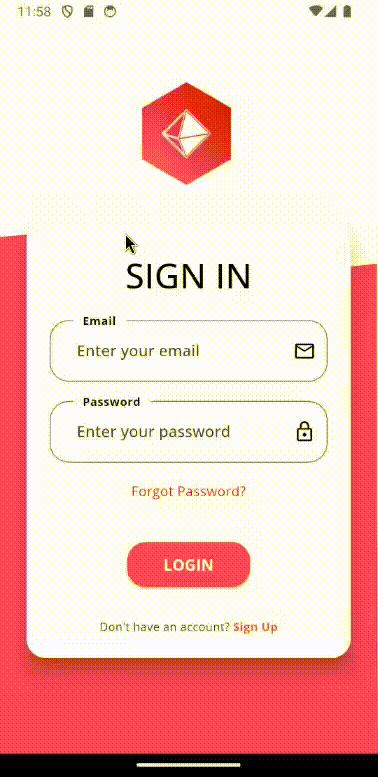 11:58
SIGN IN
Email
Enter your email
Password
Enter your password
Forgot Password?
LOGIN
Don't have an account? Sign Up